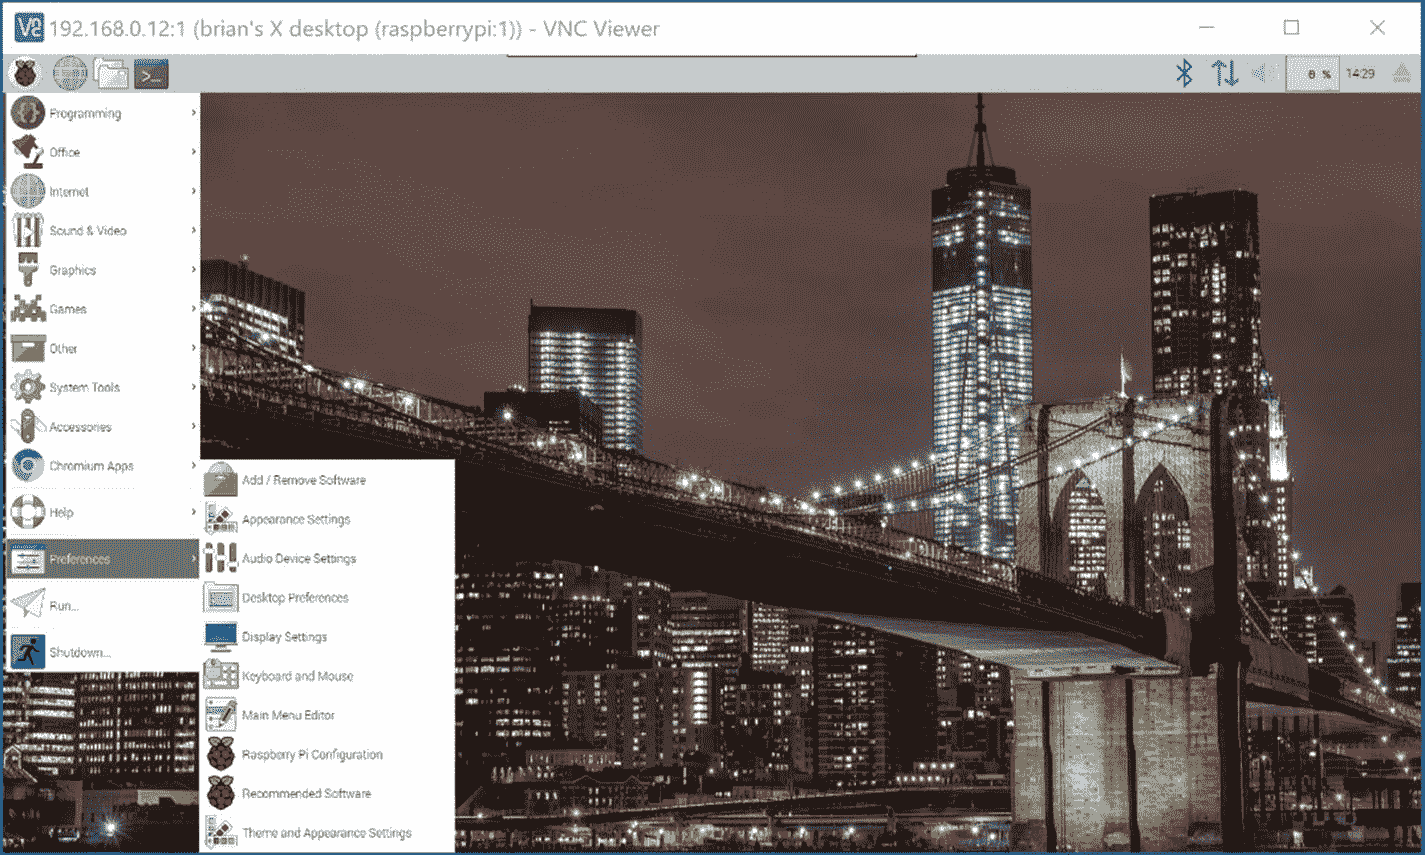 192.168.0.12:1 (brian's X desktop (raspberrypi:1)) - VNC Viewer
>_
0 %
14:29
Programming
Office
Internet
Sound & Video
Graphics
Games
Other
System Tools
Accessories
Chromium Apps
Help
Preferences
Run...
Shutdown...
Add / Remove Software
Appearance Settings
Audio Device Settings
Desktop Preferences
Display Settings
Keyboard and Mouse
Main Menu Editor
Raspberry Pi Configuration
Recommended Software
Theme and Appearance Settings